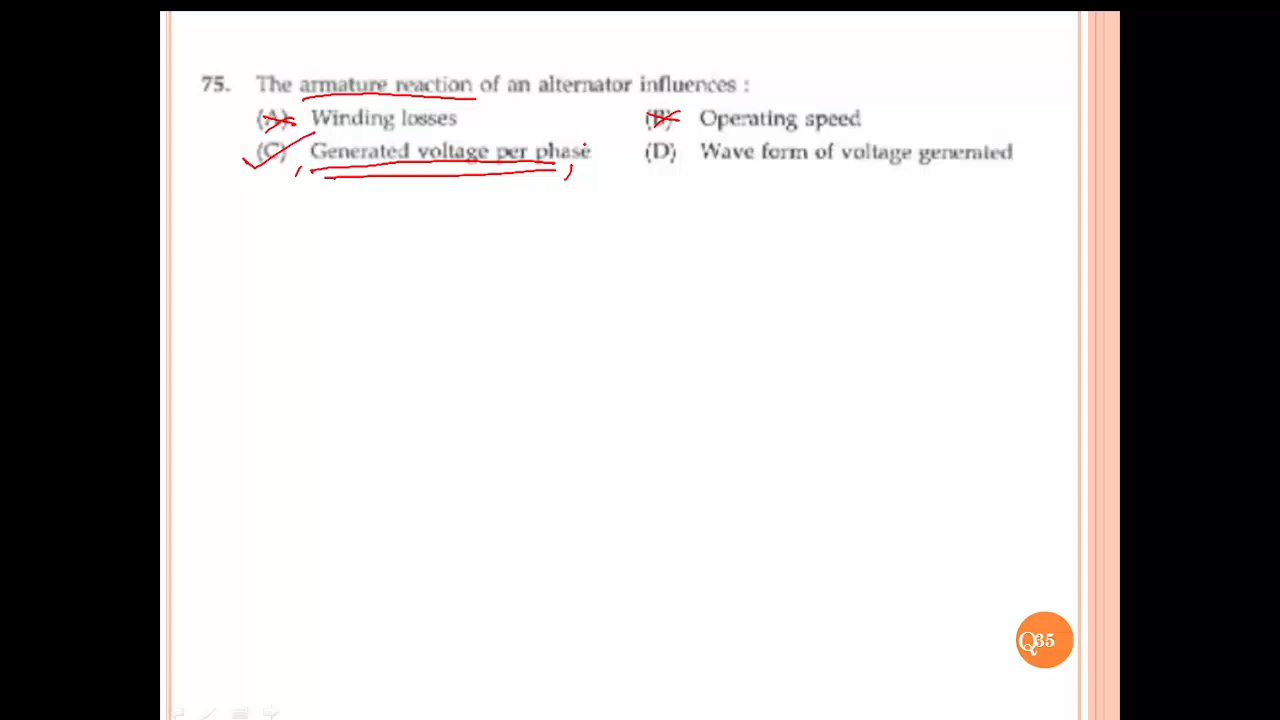 75. The armature reaction of an alternator influences :
(A) Winding losses (B) Operating speed
(C) Generated voltage per phase (D) Wave form of voltage generated
Q35